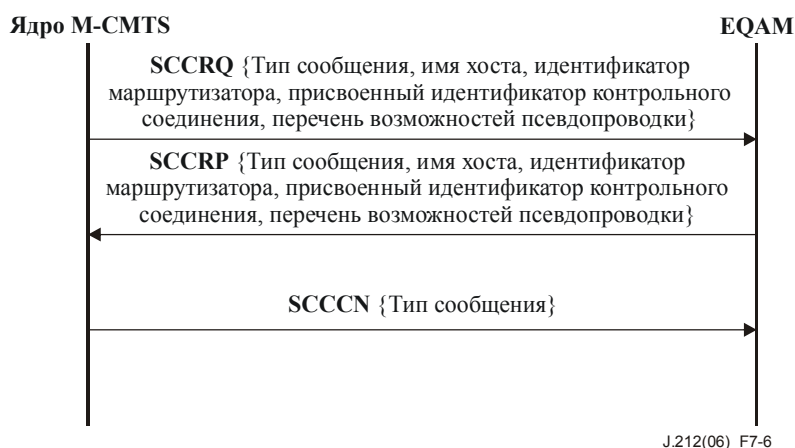 Ядро M-CMTS
EQAM
SCCRQ {Тип сообщения, имя хоста, идентификатор
маршрутизатора, присвоенный идентификатор контрольного
соединения, перечень возможностей псевдопроводки}
SCCRP {Тип сообщения, имя хоста, идентификатор
маршрутизатора, присвоенный идентификатор контрольного
соединения, перечень возможностей псевдопроводки}
SCCCN {Тип сообщения}
J.212(06)_F7-6